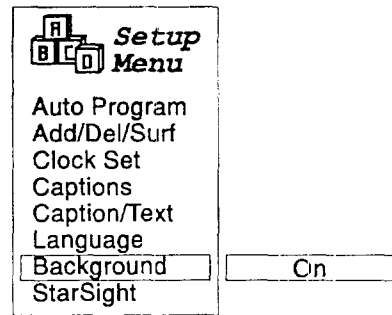 A
B C D
Setup
Menu
Auto Program
Add/Del/Surf
Clock Set
Captions
Caption/Text
Language
Background On
StarSight